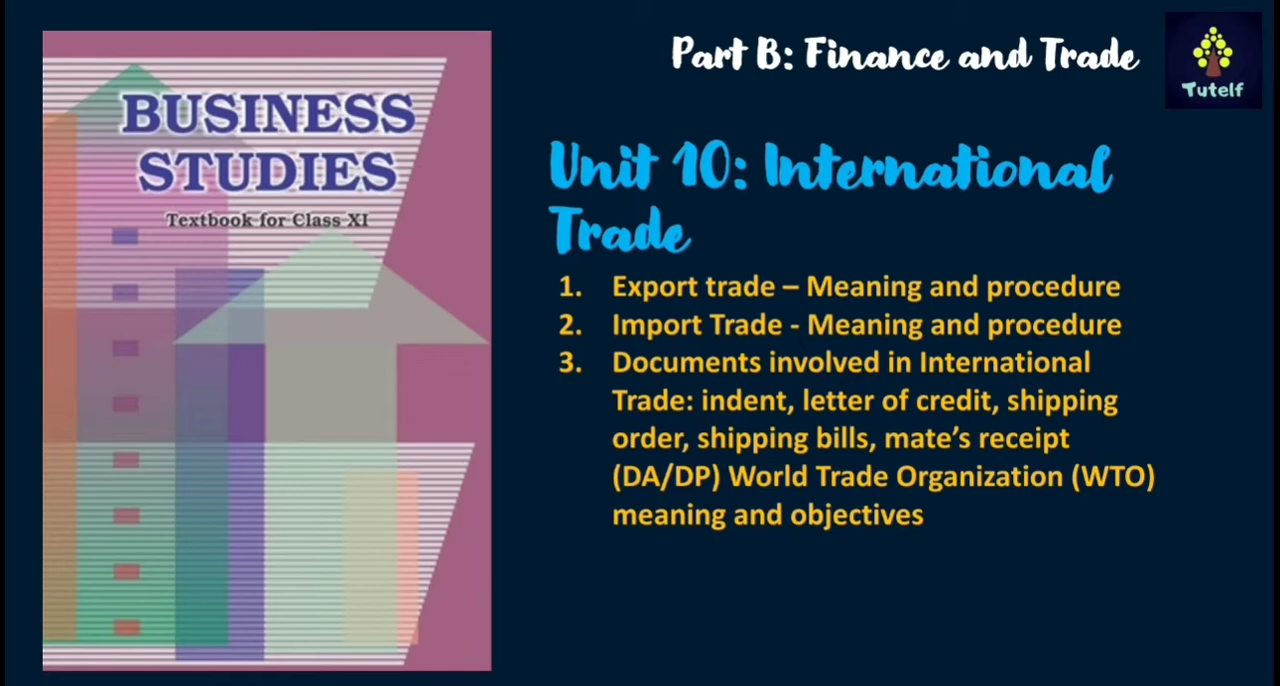 BUSINESS
STUDIES
Textbook for Class XI
Part B: Finance and Trade
Tutelf
Unit 10: International
Trade
1. Export trade – Meaning and procedure
2. Import Trade - Meaning and procedure
3. Documents involved in International
Trade: indent, letter of credit, shipping
order, shipping bills, mate’s receipt
(DA/DP) World Trade Organization (WTO)
meaning and objectives